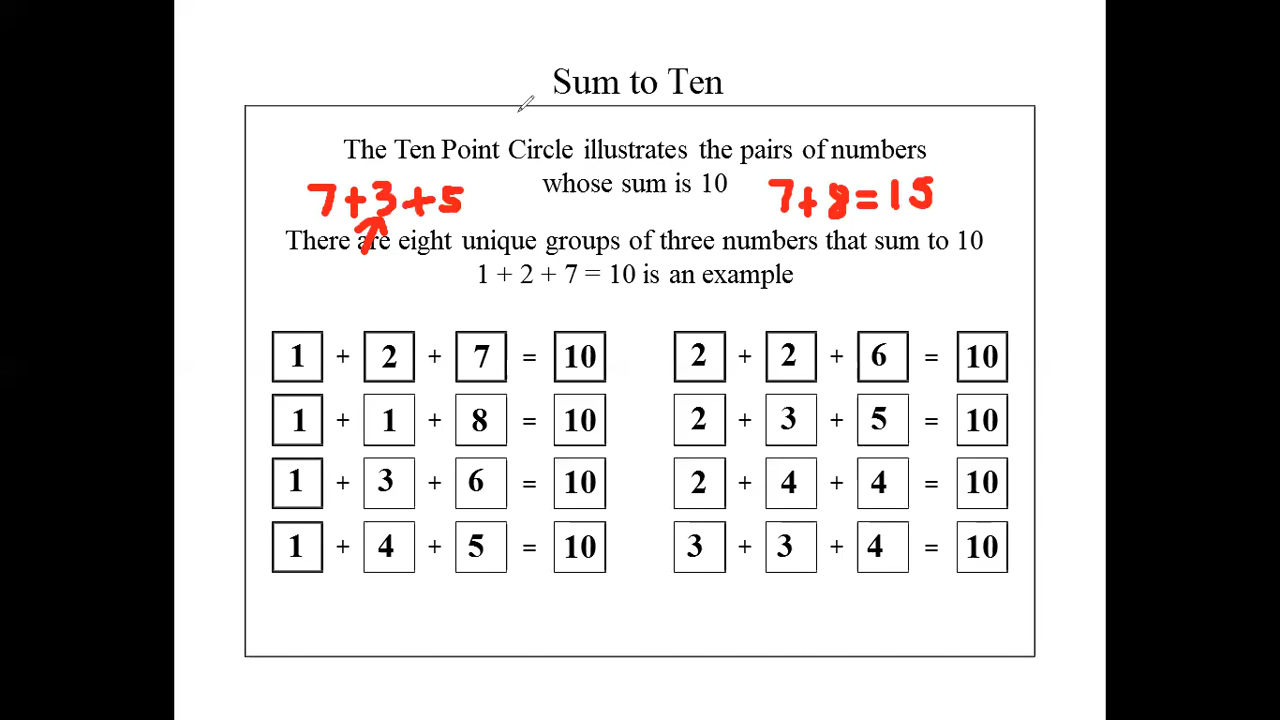 Sum to Ten
The Ten Point Circle illustrates the pairs of numbers
whose sum is 10
7+3+5
7+8=15
There are eight unique groups of three numbers that sum to 10
1 + 2 + 7 = 10 is an example
1 + 2 + 7 = 10
2 + 2 + 6 = 10
1 + 1 + 8 = 10
2 + 3 + 5 = 10
1 + 3 + 6 = 10
2 + 4 + 4 = 10
1 + 4 + 5 = 10
3 + 3 + 4 = 10